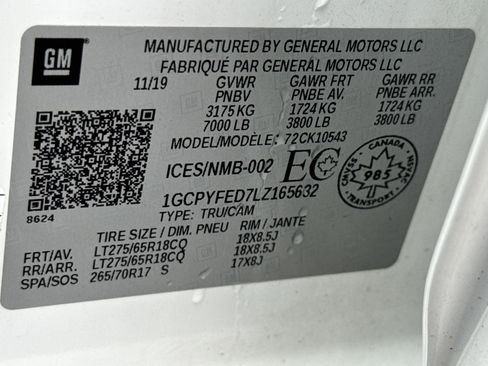 GM
MANUFACTURED BY GENERAL MOTORS LLC
FABRIQUÉ PAR GENERAL MOTORS LLC
11/19 GVWR GAWR FRT GAWR RR
PNBV PNBE AV. PNBE ARR.
3175 KG 1724 KG 1724 KG
7000 LB 3800 LB 3800 LB
MODEL/MODÈLE: 72CK10543
ICES/NMB-002 EC
CANADA
985
CMVSS
NSVAC
1GCPYFED7LZ165632
8624
TYPE: TRU/CAM
TIRE SIZE / DIM. PNEU RIM / JANTE
FRT/AV. LT275/65R18CQ 18X8.5J
RR/ARR. LT275/65R18CQ 18X8.5J
SPA/SOS 265/70R17 S 17X8J